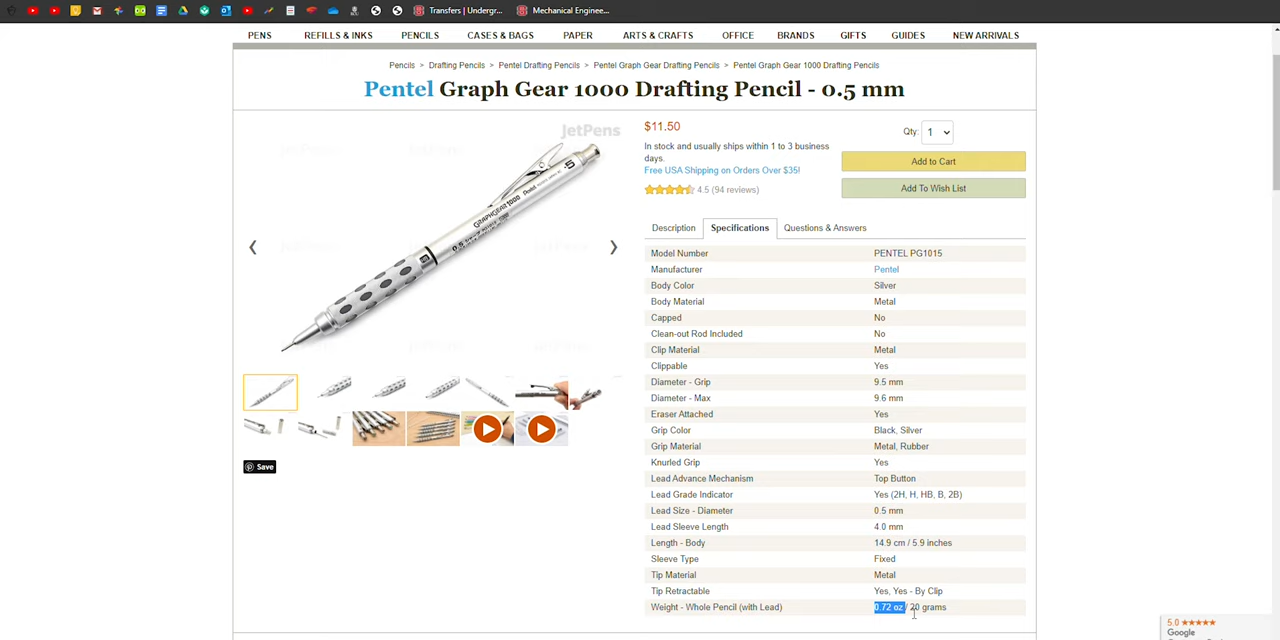 Transfers | Undergr... Mechanical Enginee...
PENS REFILLS & INKS PENCILS CASES & BAGS PAPER ARTS & CRAFTS OFFICE BRANDS GIFTS GUIDES NEW ARRIVALS
Pencils > Drafting Pencils > Pentel Drafting Pencils > Pentel Graph Gear Drafting Pencils > Pentel Graph Gear 1000 Drafting Pencils
Pentel Graph Gear 1000 Drafting Pencil - 0.5 mm
JetPens
GRAPHGEAR 1000 Pentel
0.5
$11.50
Qty: 1
In stock and usually ships within 1 to 3 business
days.
Free USA Shipping on Orders Over $35!
4.5 (94 reviews)
Add to Cart
Add To Wish List
Description Specifications Questions & Answers
Model Number PENTEL PG1015
Manufacturer Pentel
Body Color Silver
Body Material Metal
Capped No
Clean-out Rod Included No
Clip Material Metal
Clippable Yes
Diameter - Grip 9.5 mm
Diameter - Max 9.6 mm
Eraser Attached Yes
Grip Color Black, Silver
Grip Material Metal, Rubber
Knurled Grip Yes
Lead Advance Mechanism Top Button
Lead Grade Indicator Yes (2H, H, HB, B, 2B)
Lead Size - Diameter 0.5 mm
Lead Sleeve Length 4.0 mm
Length - Body 14.9 cm / 5.9 inches
Sleeve Type Fixed
Tip Material Metal
Tip Retractable Yes, Yes - By Clip
Weight - Whole Pencil (with Lead) 0.72 oz / 20 grams
Save
5.0
Google